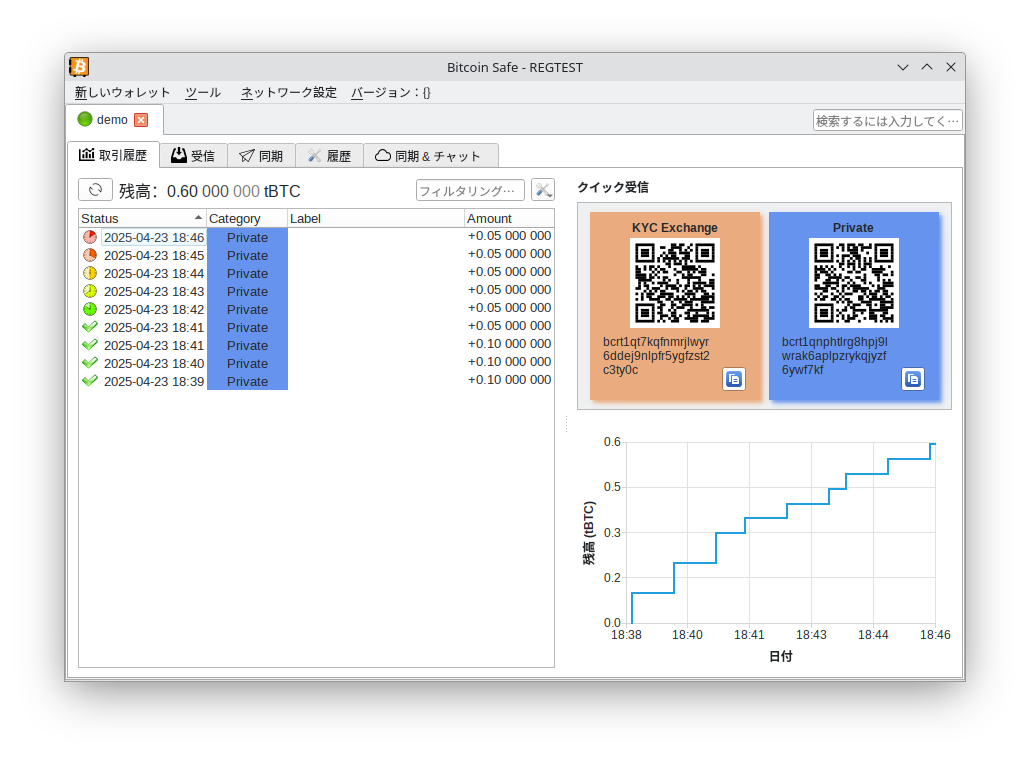 Bitcoin Safe - REGTEST
新しいウォレット ツール ネットワーク設定 バージョン：{}
demo 検索するには入力してく…
取引履歴 受信 同期 履歴 同期 & チャット
残高：0.60 000 000 tBTC フィルタリング…
Status Category Label Amount
2025-04-23 18:46 Private +0.05 000 000
2025-04-23 18:45 Private +0.05 000 000
2025-04-23 18:44 Private +0.05 000 000
2025-04-23 18:43 Private +0.05 000 000
2025-04-23 18:42 Private +0.05 000 000
2025-04-23 18:41 Private +0.05 000 000
2025-04-23 18:41 Private +0.10 000 000
2025-04-23 18:40 Private +0.10 000 000
2025-04-23 18:39 Private +0.10 000 000
クイック受信
KYC Exchange
bcrt1qt7kqfnmrjlwyr
6ddej9nlpfr5ygfzst2
c3ty0c
Private
bcrt1qnphtlrg8hpj9l
wrak6aplpzrykqjyzf
6ywf7kf
残高 (tBTC)
0.6
0.5
0.3
0.2
0.0
18:38 18:40 18:41 18:43 18:44 18:46
日付